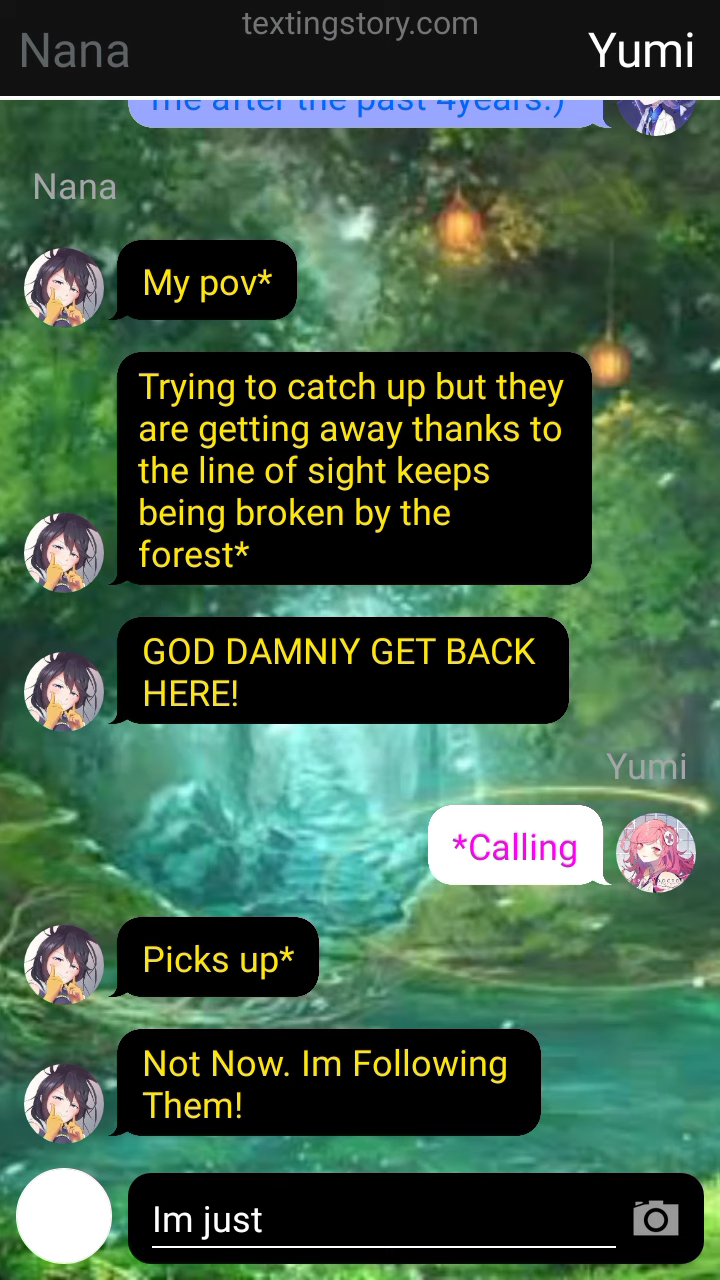 textingstory.com
Nana
Yumi
me after the past 4years:)
Nana
My pov*
Trying to catch up but they
are getting away thanks to
the line of sight keeps
being broken by the
forest*
GOD DAMNIY GET BACK
HERE!
Yumi
*Calling
Picks up*
Not Now. Im Following
Them!
Im just